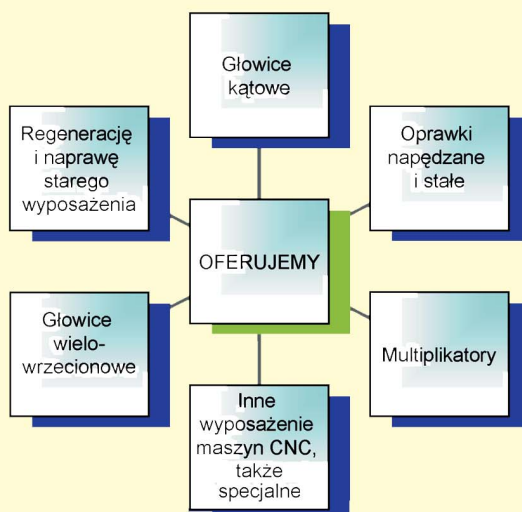 Głowice
kątowe
Regenerację
i naprawę
starego
wyposażenia
Oprawki
napędzane
i stałe
OFERUJEMY
Głowice
wielo-
wrzecionowe
Multiplikatory
Inne
wyposażenie
maszyn CNC,
także
specjalne